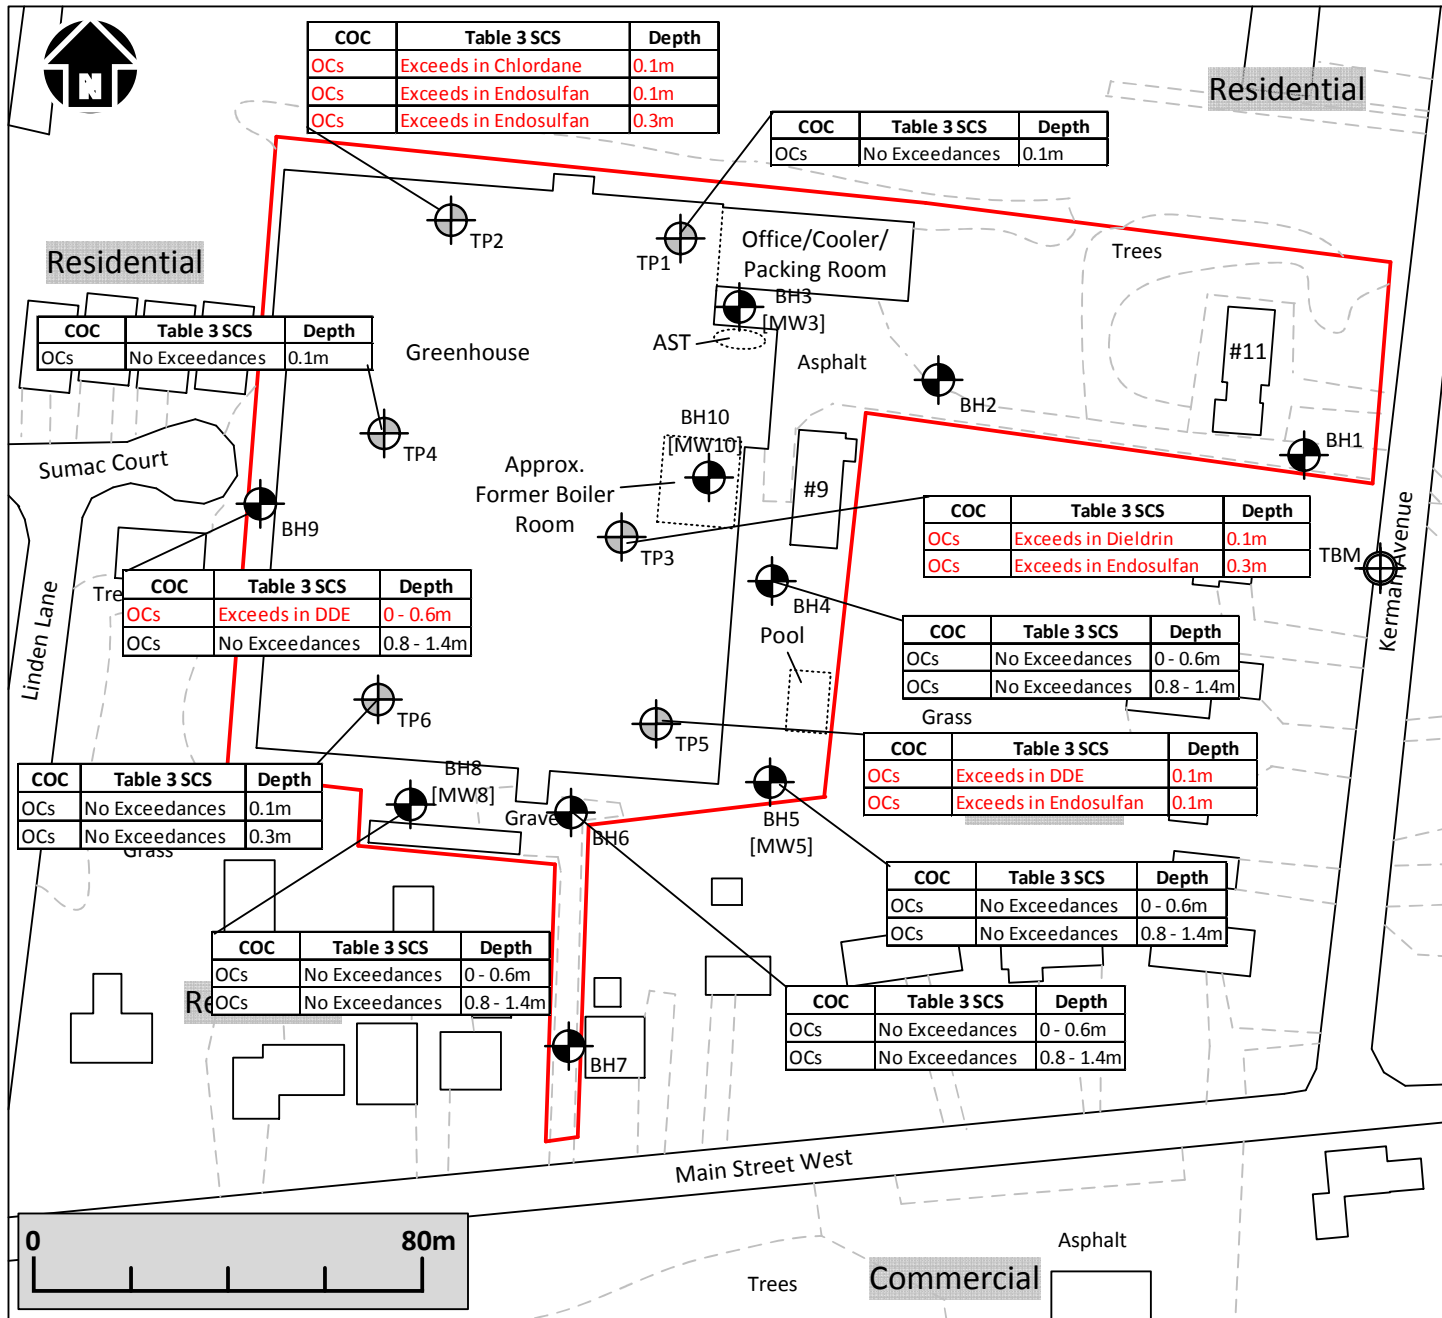 N
COC Table 3 SCS Depth
OCs Exceeds in Chlordane 0.1m
OCs Exceeds in Endosulfan 0.1m
OCs Exceeds in Endosulfan 0.3m
Residential
COC Table 3 SCS Depth
OCs No Exceedances 0.1m
TP2
TP1
Office/Cooler/
Packing Room
Trees
Residential
BH3
[MW3]
AST
COC Table 3 SCS Depth
OCs No Exceedances 0.1m
Greenhouse
Asphalt
#11
BH2
BH10
[MW10]
TP4
BH1
Sumac Court
Approx.
Former Boiler
Room
#9
BH9
TP3
COC Table 3 SCS Depth
OCs Exceeds in Dieldrin 0.1m
OCs Exceeds in Endosulfan 0.3m
TBM
Kerman Avenue
Linden Lane
Tre
COC Table 3 SCS Depth
OCs Exceeds in DDE 0 - 0.6m
OCs No Exceedances 0.8 - 1.4m
BH4
Pool
COC Table 3 SCS Depth
OCs No Exceedances 0 - 0.6m
OCs No Exceedances 0.8 - 1.4m
TP6
TP5
Grass
COC Table 3 SCS Depth
OCs Exceeds in DDE 0.1m
OCs Exceeds in Endosulfan 0.1m
COC Table 3 SCS Depth
OCs No Exceedances 0.1m
OCs No Exceedances 0.3m
Grass
BH8
[MW8]
Grave
BH6
BH5
[MW5]
COC Table 3 SCS Depth
OCs No Exceedances 0 - 0.6m
OCs No Exceedances 0.8 - 1.4m
COC Table 3 SCS Depth
OCs No Exceedances 0 - 0.6m
OCs No Exceedances 0.8 - 1.4m
Re
COC Table 3 SCS Depth
OCs No Exceedances 0 - 0.6m
OCs No Exceedances 0.8 - 1.4m
BH7
Main Street West
0 80m
Asphalt
Trees
Commercial